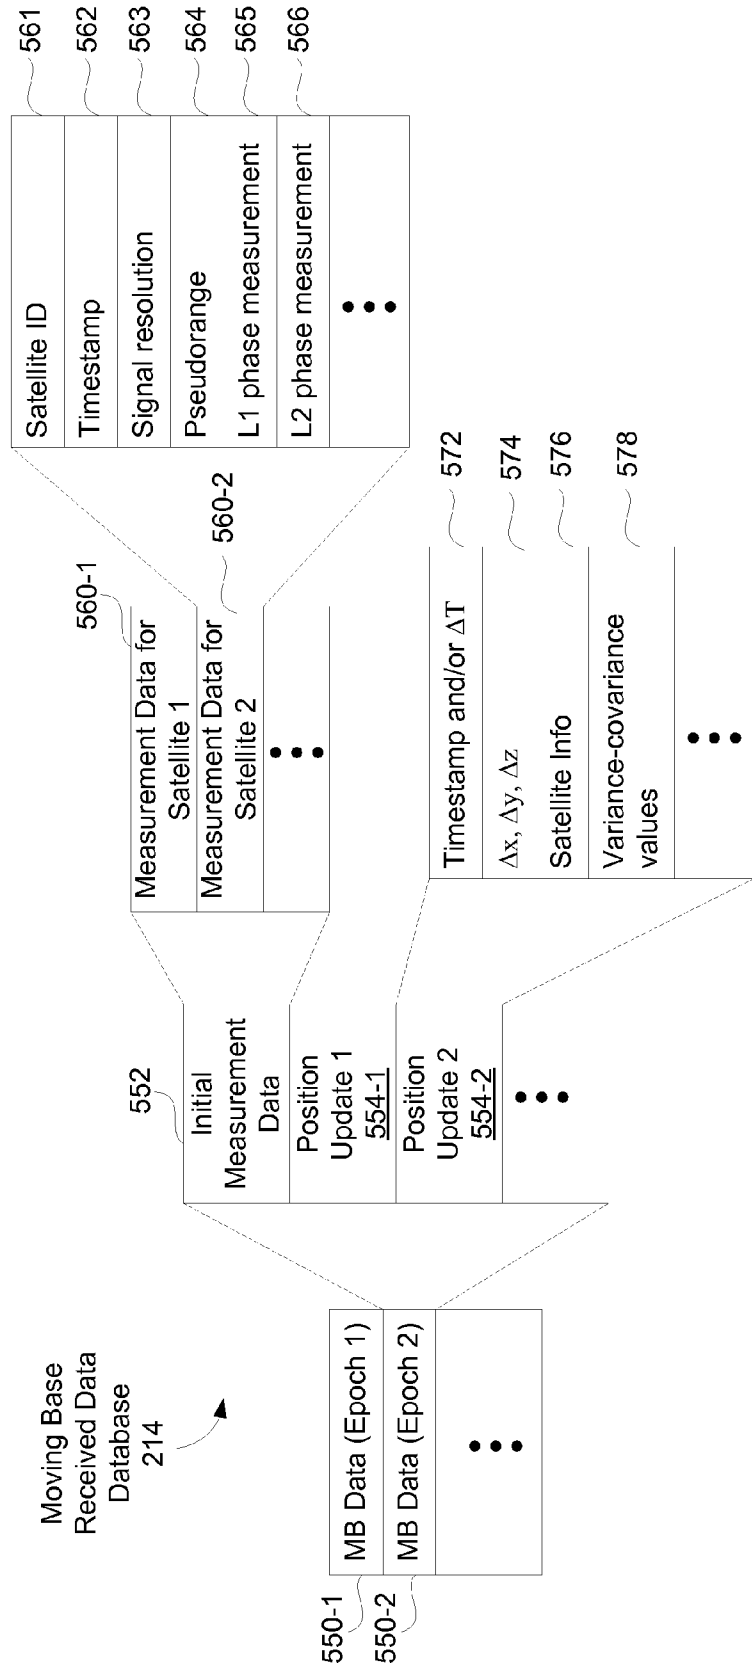 Moving Base
Received Data
Database
214
550-1
MB Data (Epoch 1)
550-2
MB Data (Epoch 2)
552
Initial
Measurement
Data
Position
Update 1
554-1
Position
Update 2
554-2
560-1
Measurement Data for
Satellite 1
560-2
Measurement Data for
Satellite 2
Satellite ID
561
Timestamp
562
Signal resolution
563
Pseudorange
564
L1 phase measurement
565
L2 phase measurement
566
Timestamp and/or ΔT
572
Δx, Δy, Δz
574
Satellite Info
576
Variance-covariance
values
578